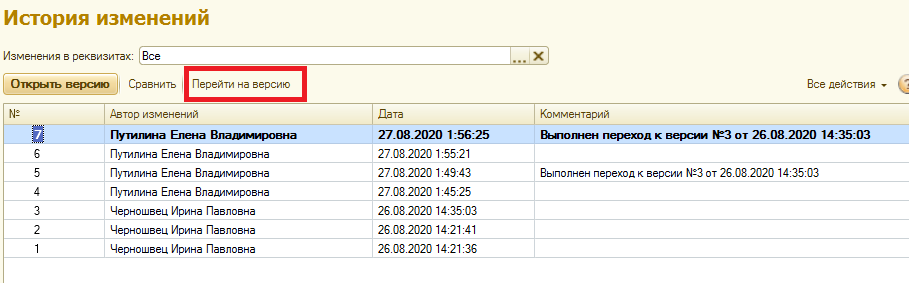 История изменений
Изменения в реквизитах: Все ...
Открыть версию Сравнить Перейти на версию Все действия ?
№ Автор изменений Дата Комментарий
7 Путилина Елена Владимировна 27.08.2020 1:56:25 Выполнен переход к версии №3 от 26.08.2020 14:35:03
6 Путилина Елена Владимировна 27.08.2020 1:55:21
5 Путилина Елена Владимировна 27.08.2020 1:49:43 Выполнен переход к версии №3 от 26.08.2020 14:35:03
4 Путилина Елена Владимировна 27.08.2020 1:45:25
3 Черношвец Ирина Павловна 26.08.2020 14:35:03
2 Черношвец Ирина Павловна 26.08.2020 14:21:41
1 Черношвец Ирина Павловна 26.08.2020 14:21:36